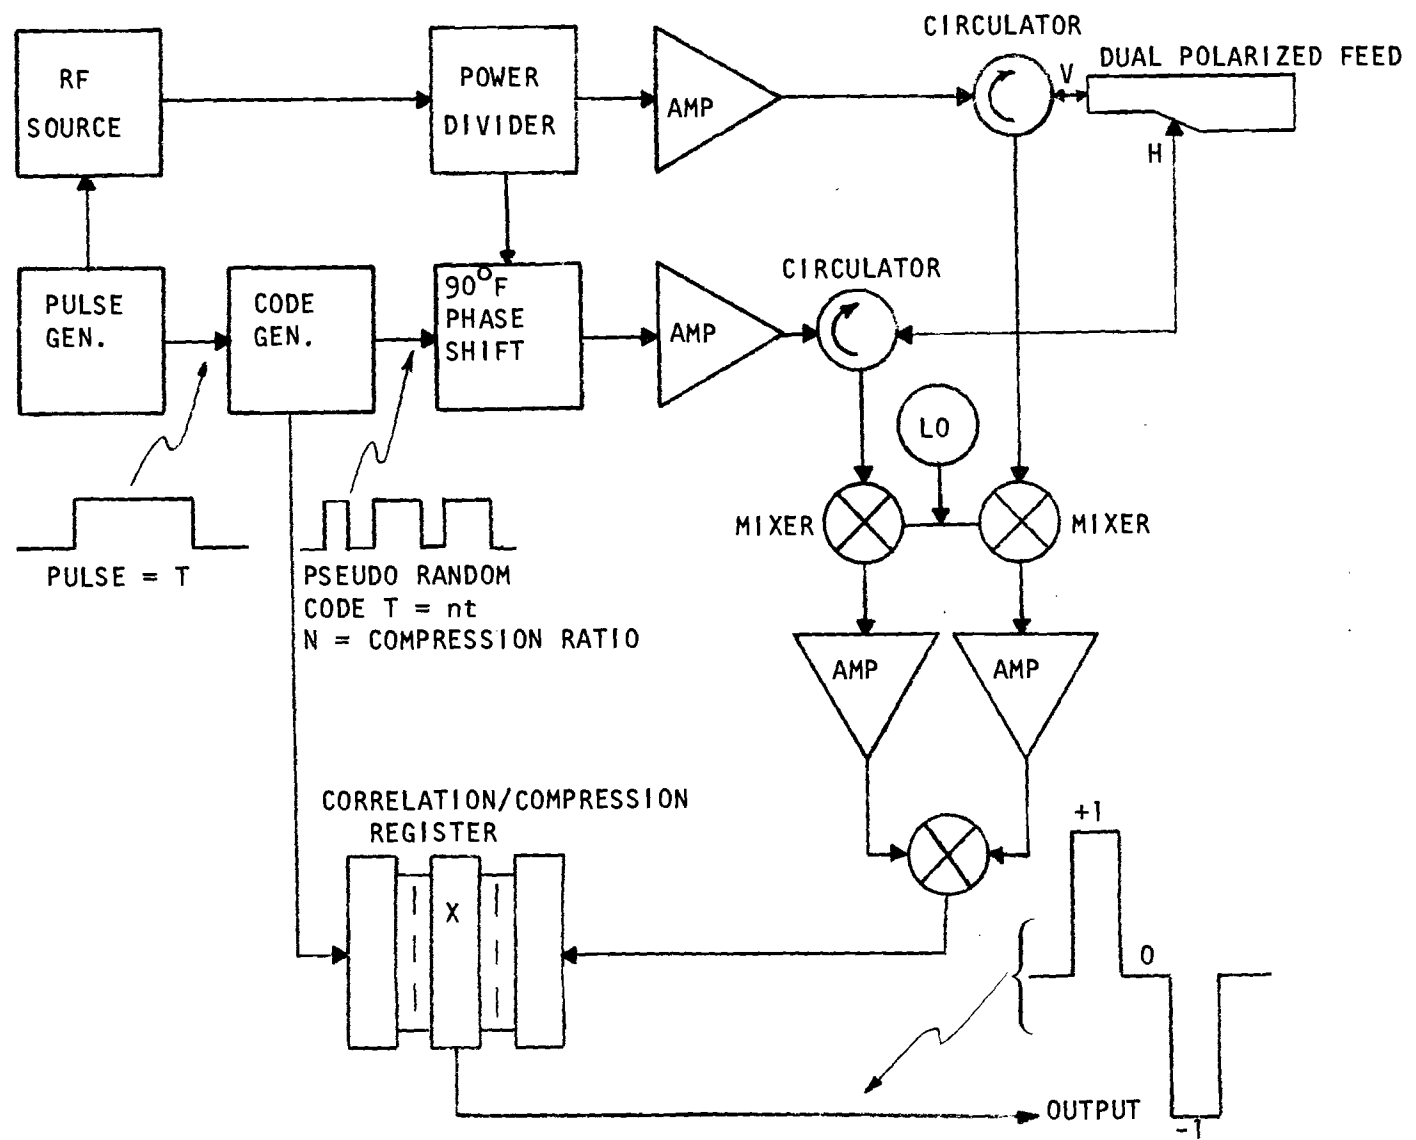 CIRCULATOR
DUAL POLARIZED FEED
RF
SOURCE
POWER
DIVIDER
AMP
V
H
PULSE
GEN.
CODE
GEN.
90°F
PHASE
SHIFT
AMP
CIRCULATOR
LO
MIXER
MIXER
PULSE = T
PSEUDO RANDOM
CODE T = nt
N = COMPRESSION RATIO
AMP
AMP
CORRELATION/COMPRESSION
REGISTER
X
+1
0
-1
OUTPUT